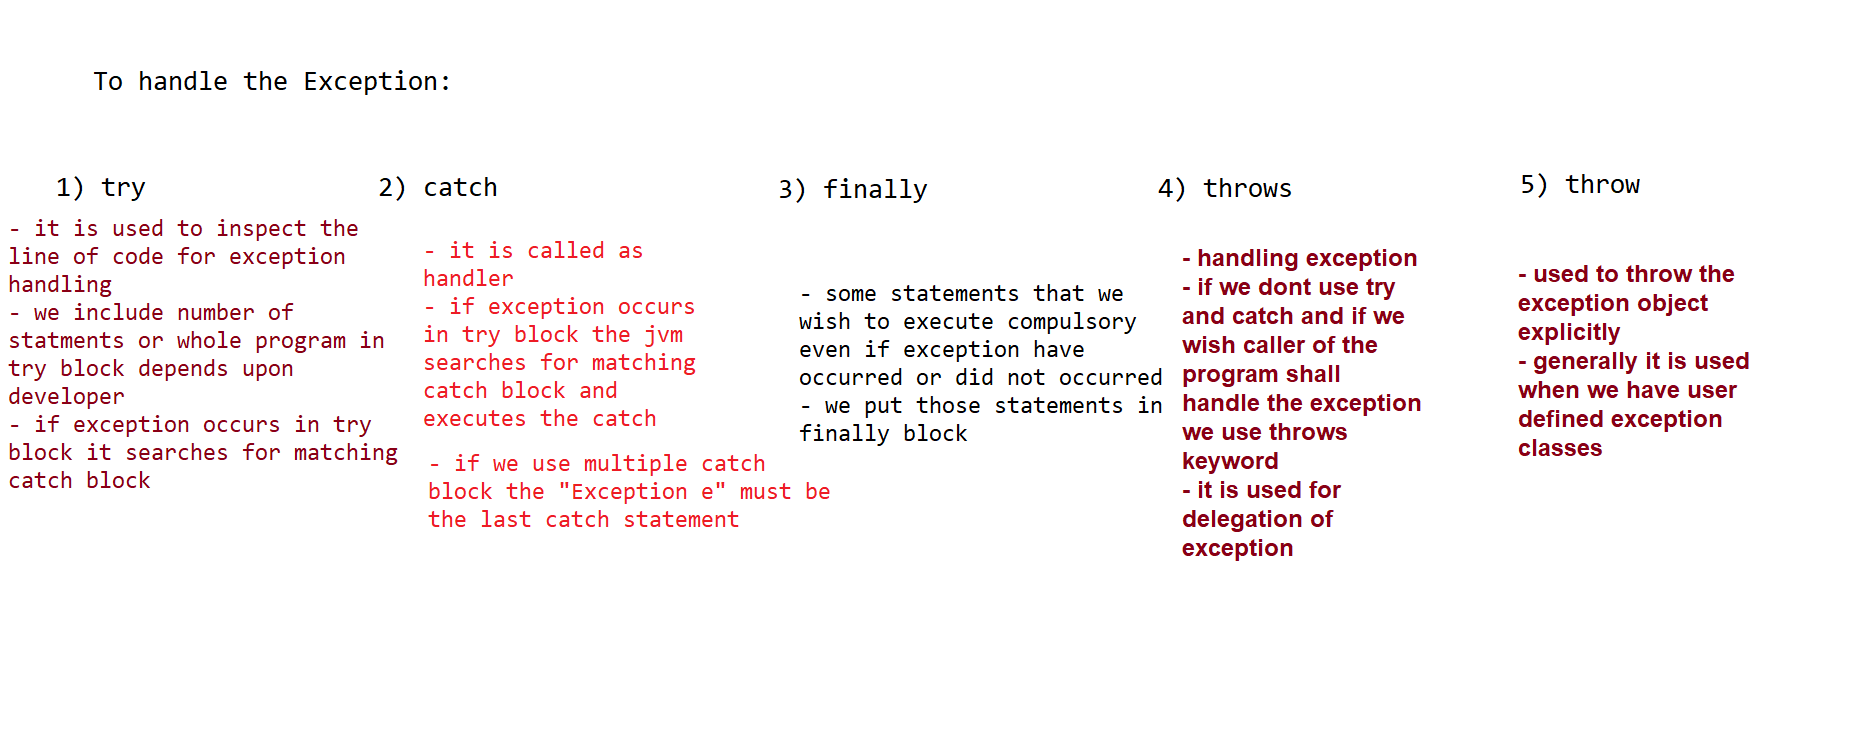 To handle the Exception:
1) try
- it is used to inspect the
line of code for exception
handling
- we include number of
statments or whole program in
try block depends upon
developer
- if exception occurs in try
block it searches for matching
catch block
2) catch
- it is called as
handler
- if exception occurs
in try block the jvm
searches for matching
catch block and
executes the catch
- if we use multiple catch
block the "Exception e" must be
the last catch statement
3) finally
- some statements that we
wish to execute compulsory
even if exception have
occurred or did not occurred
- we put those statements in
finally block
4) throws
- handling exception
- if we dont use try
and catch and if we
wish caller of the
program shall
handle the exception
we use throws
keyword
- it is used for
delegation of
exception
5) throw
- used to throw the
exception object
explicitly
- generally it is used
when we have user
defined exception
classes